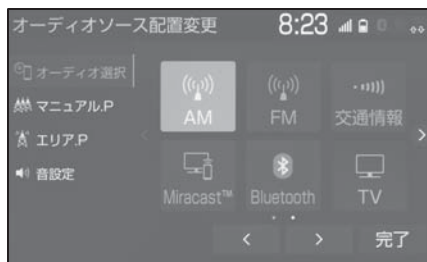 オーディオソース配置変更 8:23
オーディオ選択
マニュアル.P
エリア.P
音設定
AM FM 交通情報
Miracast™ Bluetooth TV
完了